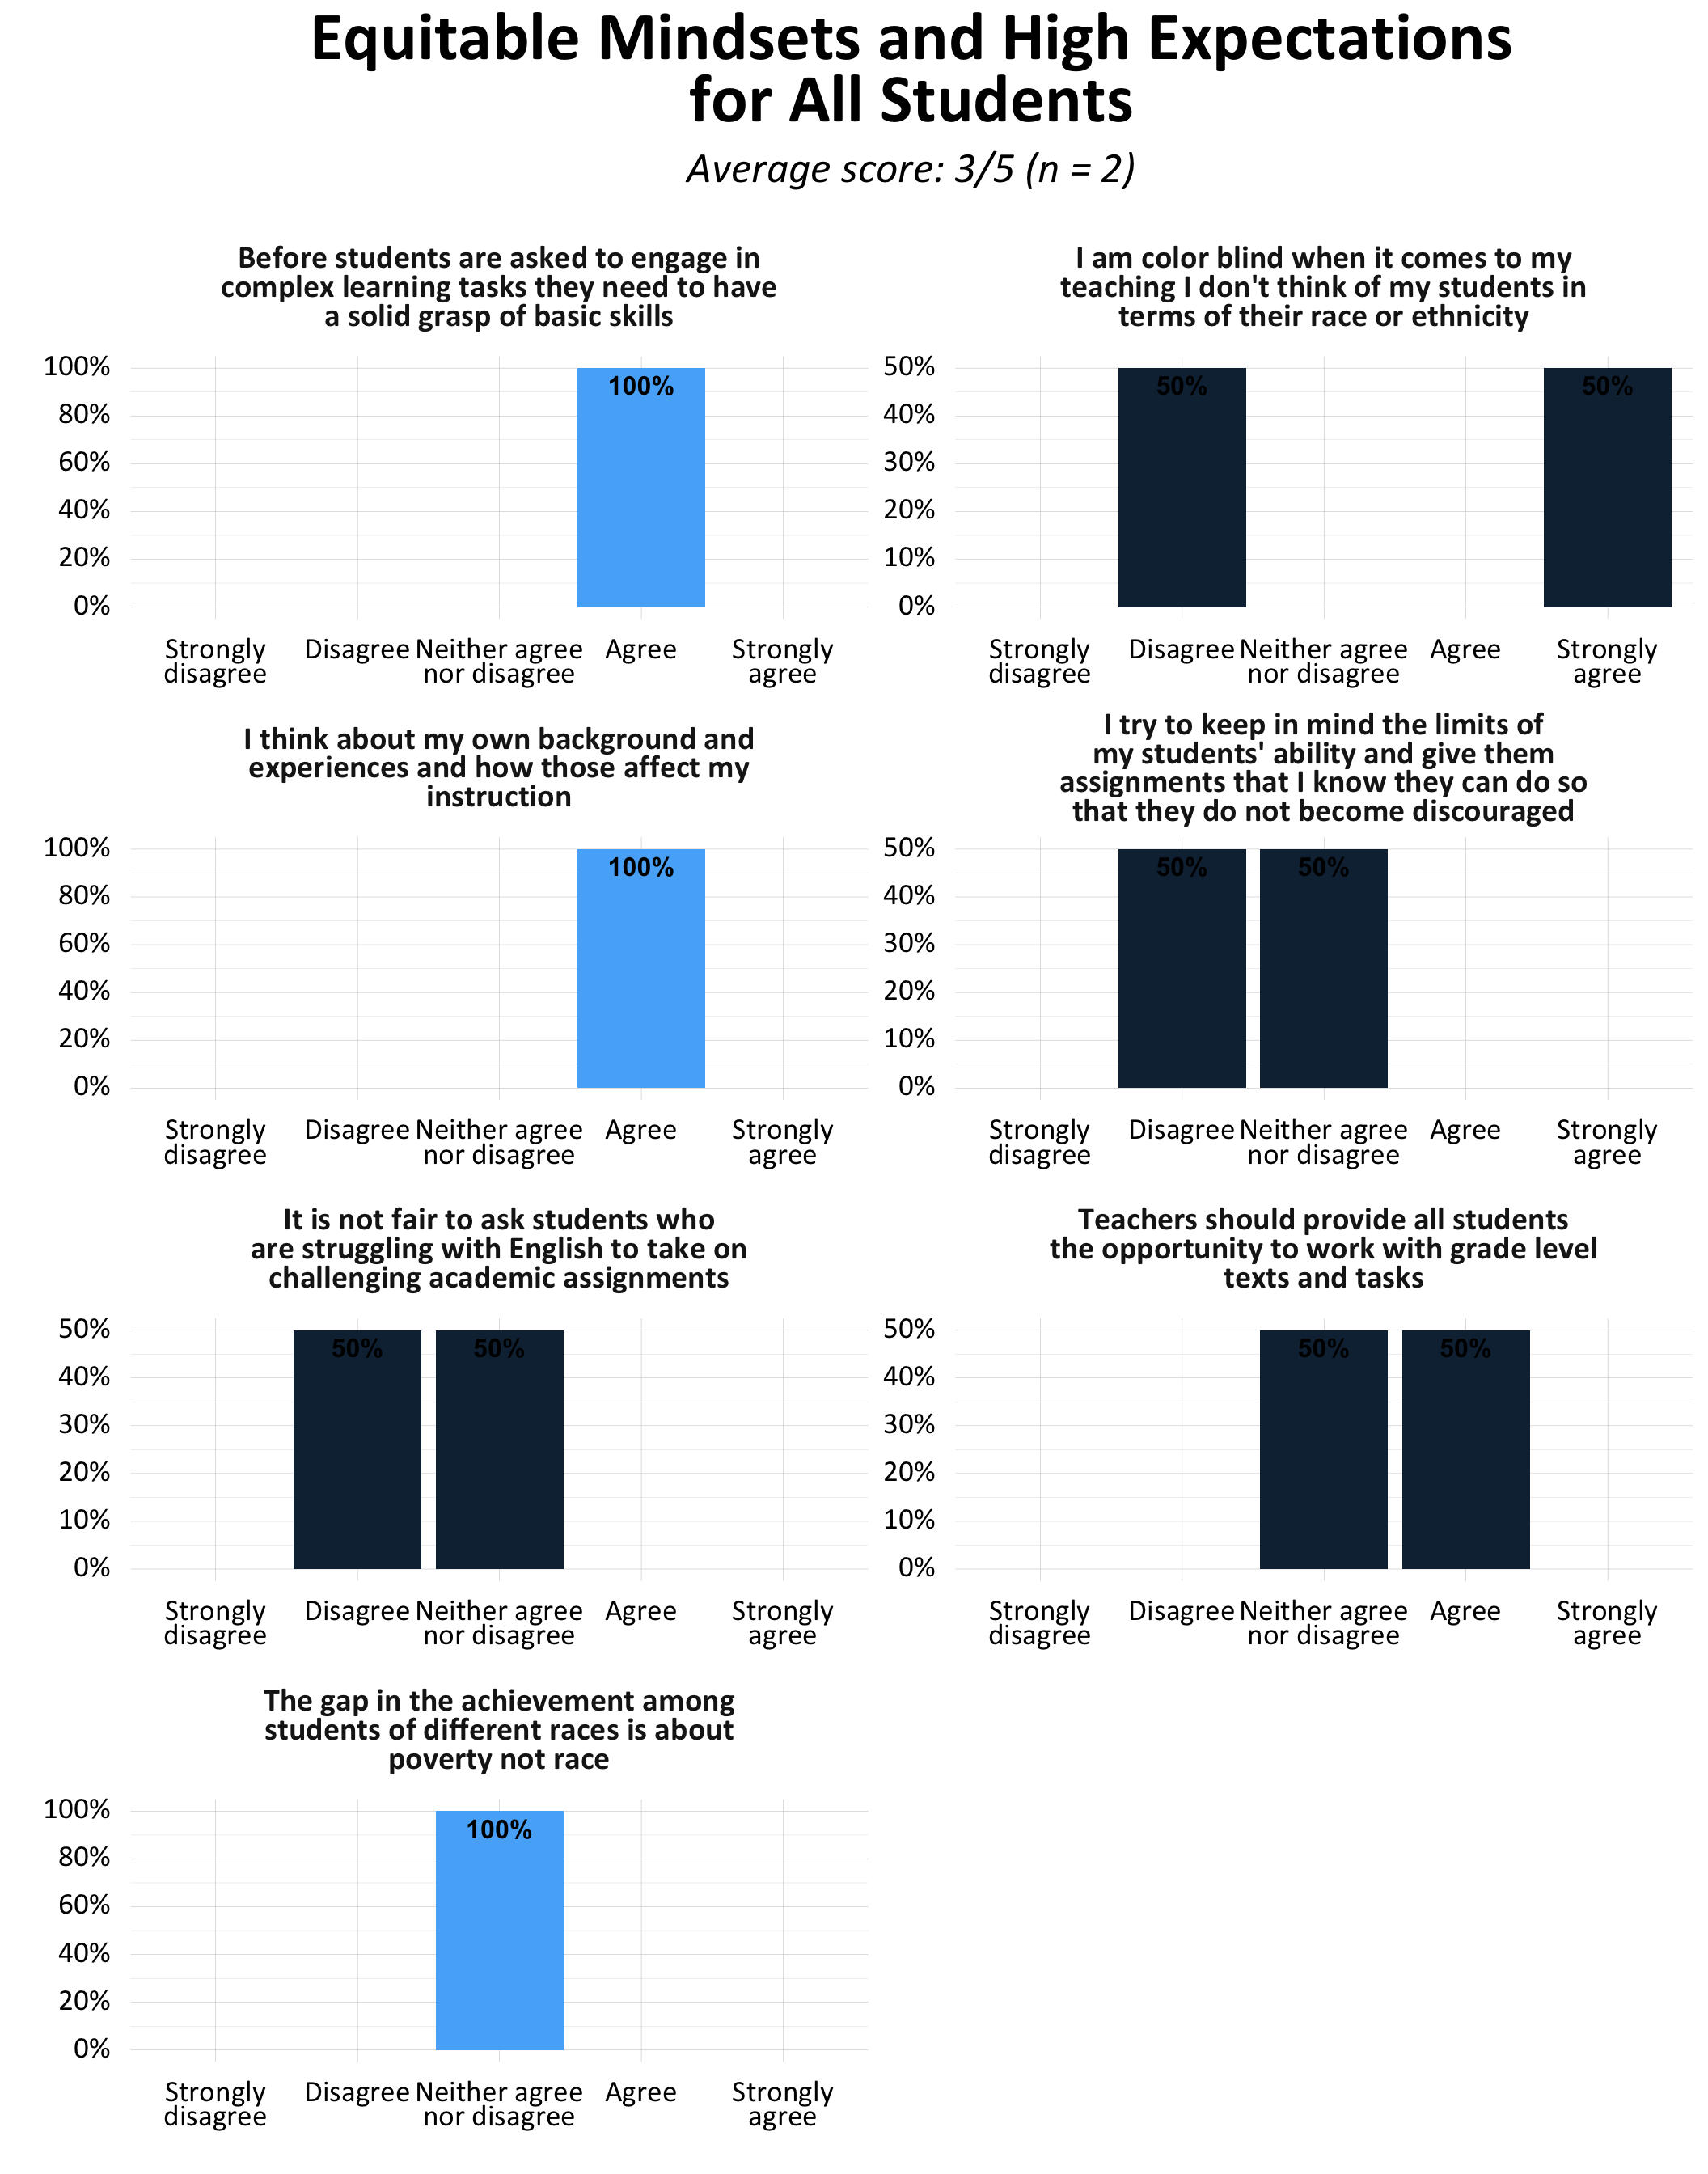 Equitable Mindsets and High Expectations
for All Students
Average score: 3/5 (n = 2)
Before students are asked to engage in
complex learning tasks they need to have
a solid grasp of basic skills
100%
80%
60%
40%
20%
0%
100%
Strongly
disagree
Disagree
Neither agree
nor disagree
Agree
Strongly
agree
I am color blind when it comes to my
teaching I don't think of my students in
terms of their race or ethnicity
50%
40%
30%
20%
10%
0%
50%
50%
Strongly
disagree
Disagree
Neither agree
nor disagree
Agree
Strongly
agree
I think about my own background and
experiences and how those affect my
instruction
100%
80%
60%
40%
20%
0%
100%
Strongly
disagree
Disagree
Neither agree
nor disagree
Agree
Strongly
agree
I try to keep in mind the limits of
my students' ability and give them
assignments that I know they can do so
that they do not become discouraged
50%
40%
30%
20%
10%
0%
50%
50%
Strongly
disagree
Disagree
Neither agree
nor disagree
Agree
Strongly
agree
It is not fair to ask students who
are struggling with English to take on
challenging academic assignments
50%
40%
30%
20%
10%
0%
50%
50%
Strongly
disagree
Disagree
Neither agree
nor disagree
Agree
Strongly
agree
Teachers should provide all students
the opportunity to work with grade level
texts and tasks
50%
40%
30%
20%
10%
0%
50%
50%
Strongly
disagree
Disagree
Neither agree
nor disagree
Agree
Strongly
agree
The gap in the achievement among
students of different races is about
poverty not race
100%
80%
60%
40%
20%
0%
100%
Strongly
disagree
Disagree
Neither agree
nor disagree
Agree
Strongly
agree